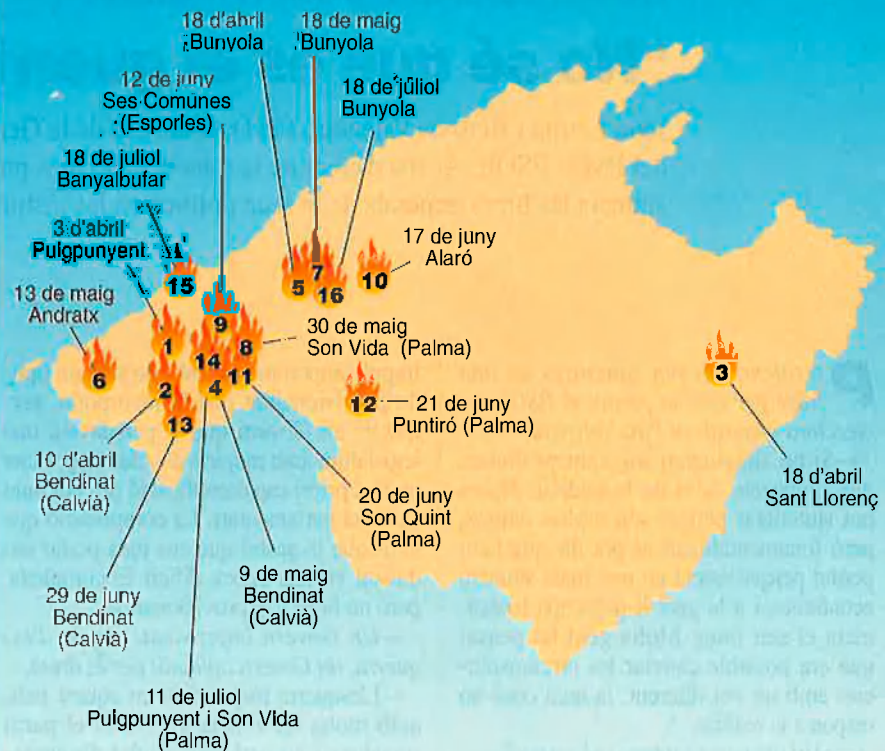 18 d'abril
Bunyola
18 de maig
Bunyola
12 de juny
Ses Comunes
(Esporles)
18 de júliol
Bunyola
18 de juliol
Banyalbufar
3 d'abril
Puigpunyent
17 de juny
Alaró
13 de maig
Andratx
30 de maig
Son Vida (Palma)
15
5
7
16
10
9
1
14
8
6
2
4
11
3
12
13
21 de juny
Puntiró (Palma)
18 d'abril
Sant Llorenç
10 d'abril
Bendinat
(Calvià)
20 de juny
Son Quint
(Palma)
9 de maig
Bendinat
(Calvià)
29 de juny
Bendinat
(Calvià)
11 de juliol
Puigpunyent i Son Vida
(Palma)